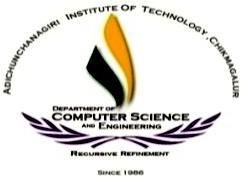 Adichunchanagiri Institute Of Technology, Chikmagalur
Department of
Computer Science
and Engineering
Recursive Refinement
Since 1986